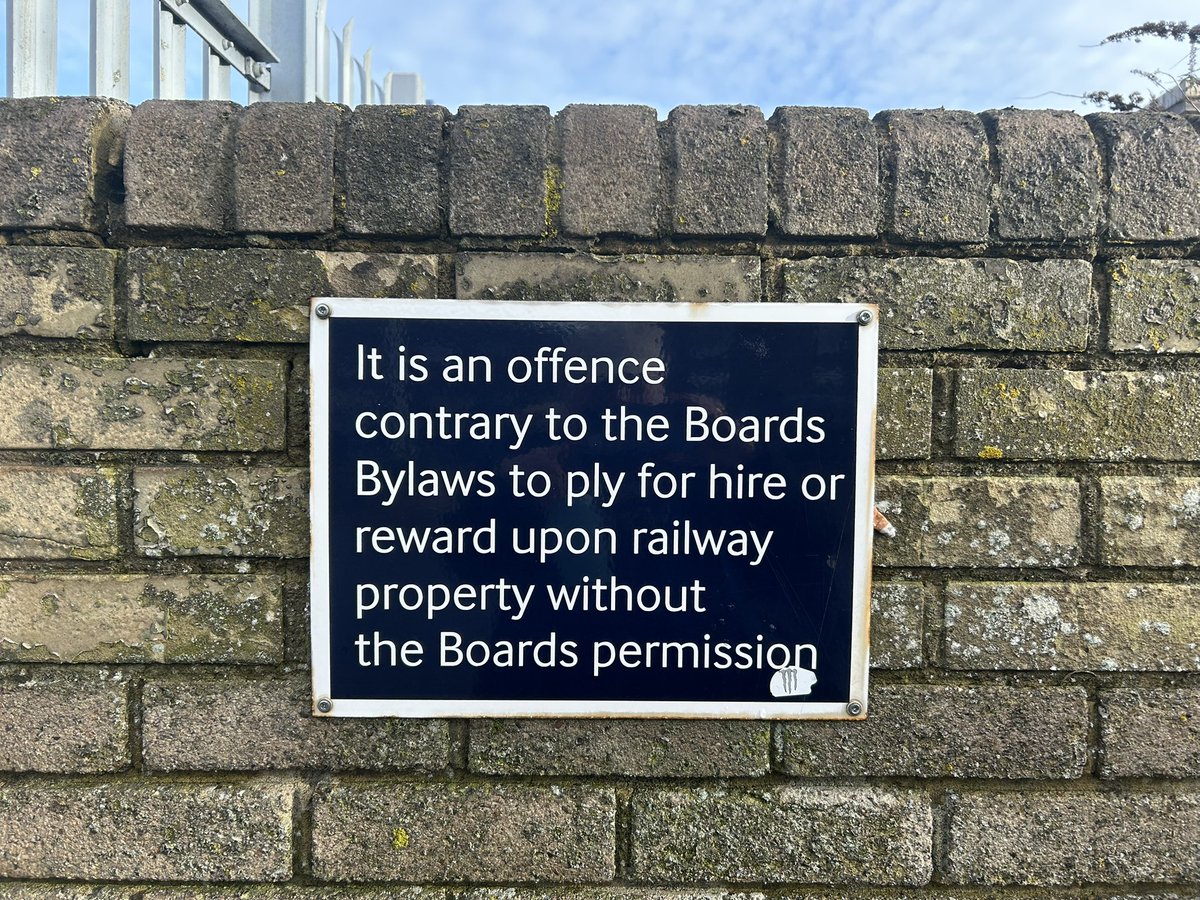 It is an offence
contrary to the Boards
Bylaws to ply for hire or
reward upon railway
property without
the Boards permission